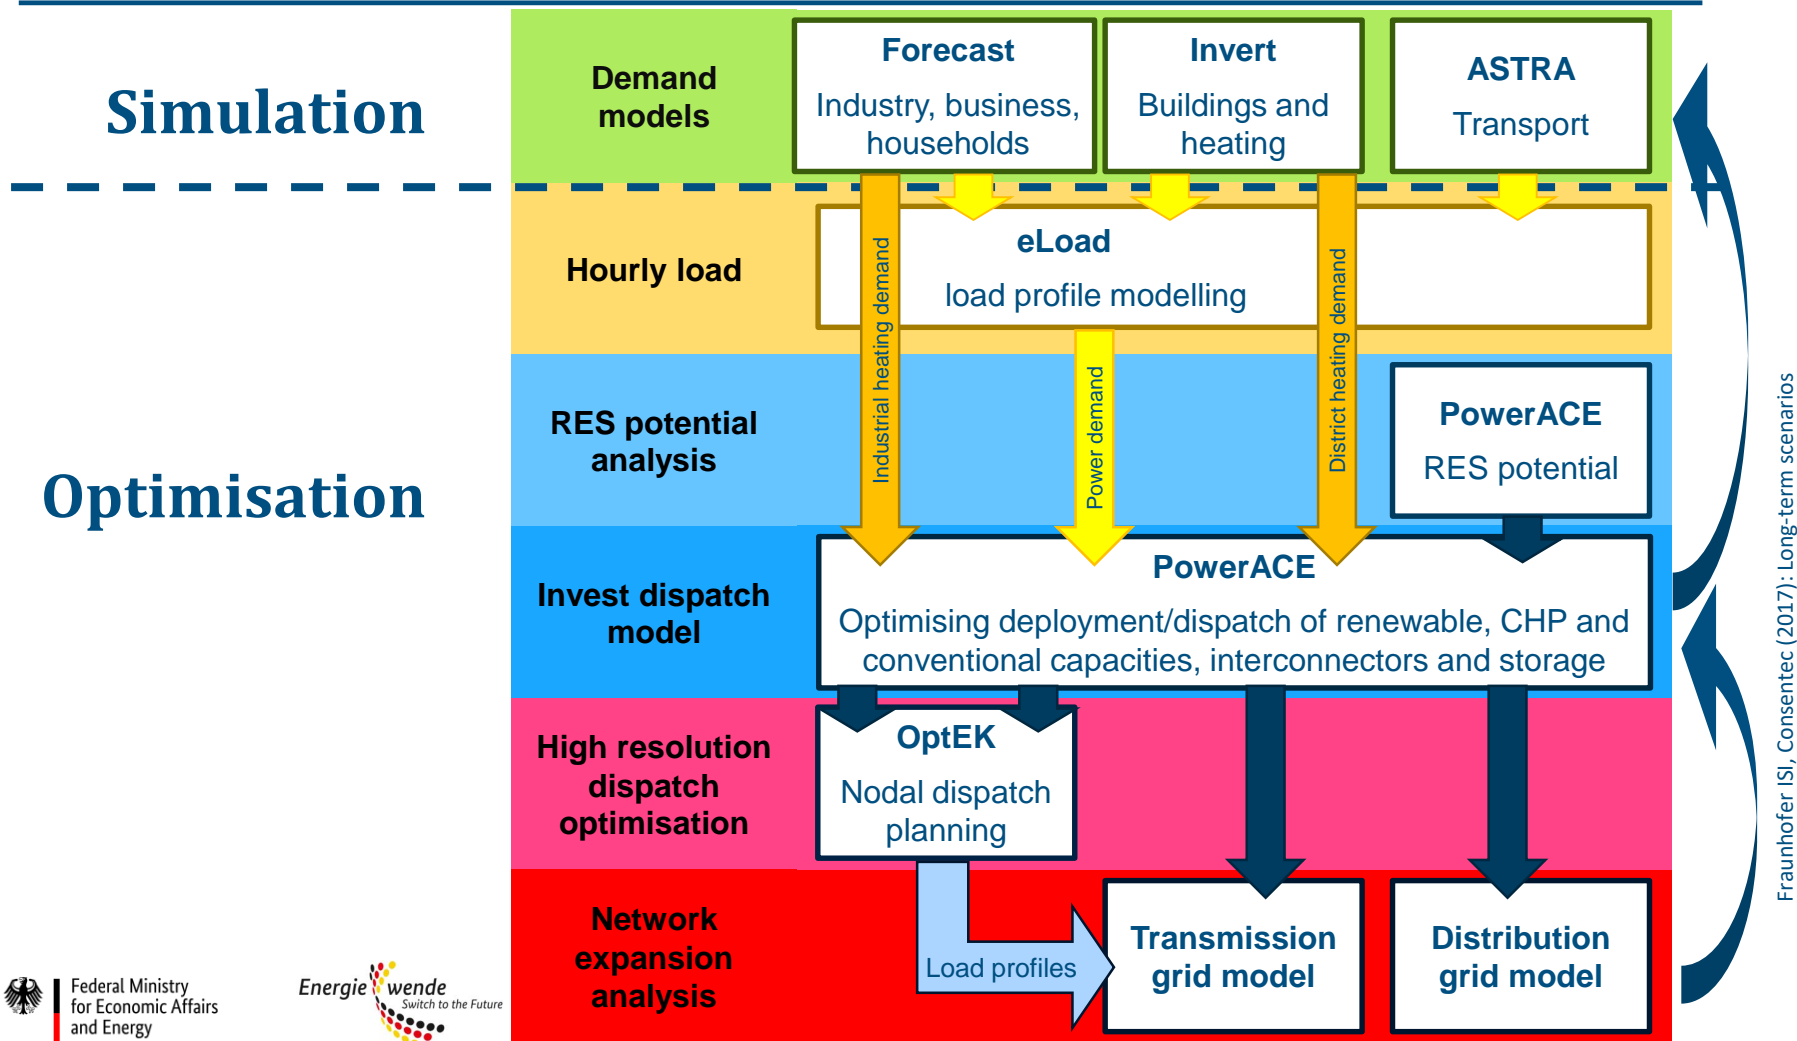 Simulation
Demand
models
Forecast
Industry, business,
households
Invert
Buildings and
heating
ASTRA
Transport
Optimisation
Hourly load
eLoad
load profile modelling
Industrial heating demand
Power demand
District heating demand
RES potential
analysis
PowerACE
RES potential
Invest dispatch
model
PowerACE
Optimising deployment/dispatch of renewable, CHP and
conventional capacities, interconnectors and storage
High resolution
dispatch
optimisation
OptEK
Nodal dispatch
planning
Network
expansion
analysis
Load profiles
Transmission
grid model
Distribution
grid model
Fraunhofer ISI, Consentec (2017): Long-term scenarios
Federal Ministry
for Economic Affairs
and Energy
Energie wende
Switch to the Future